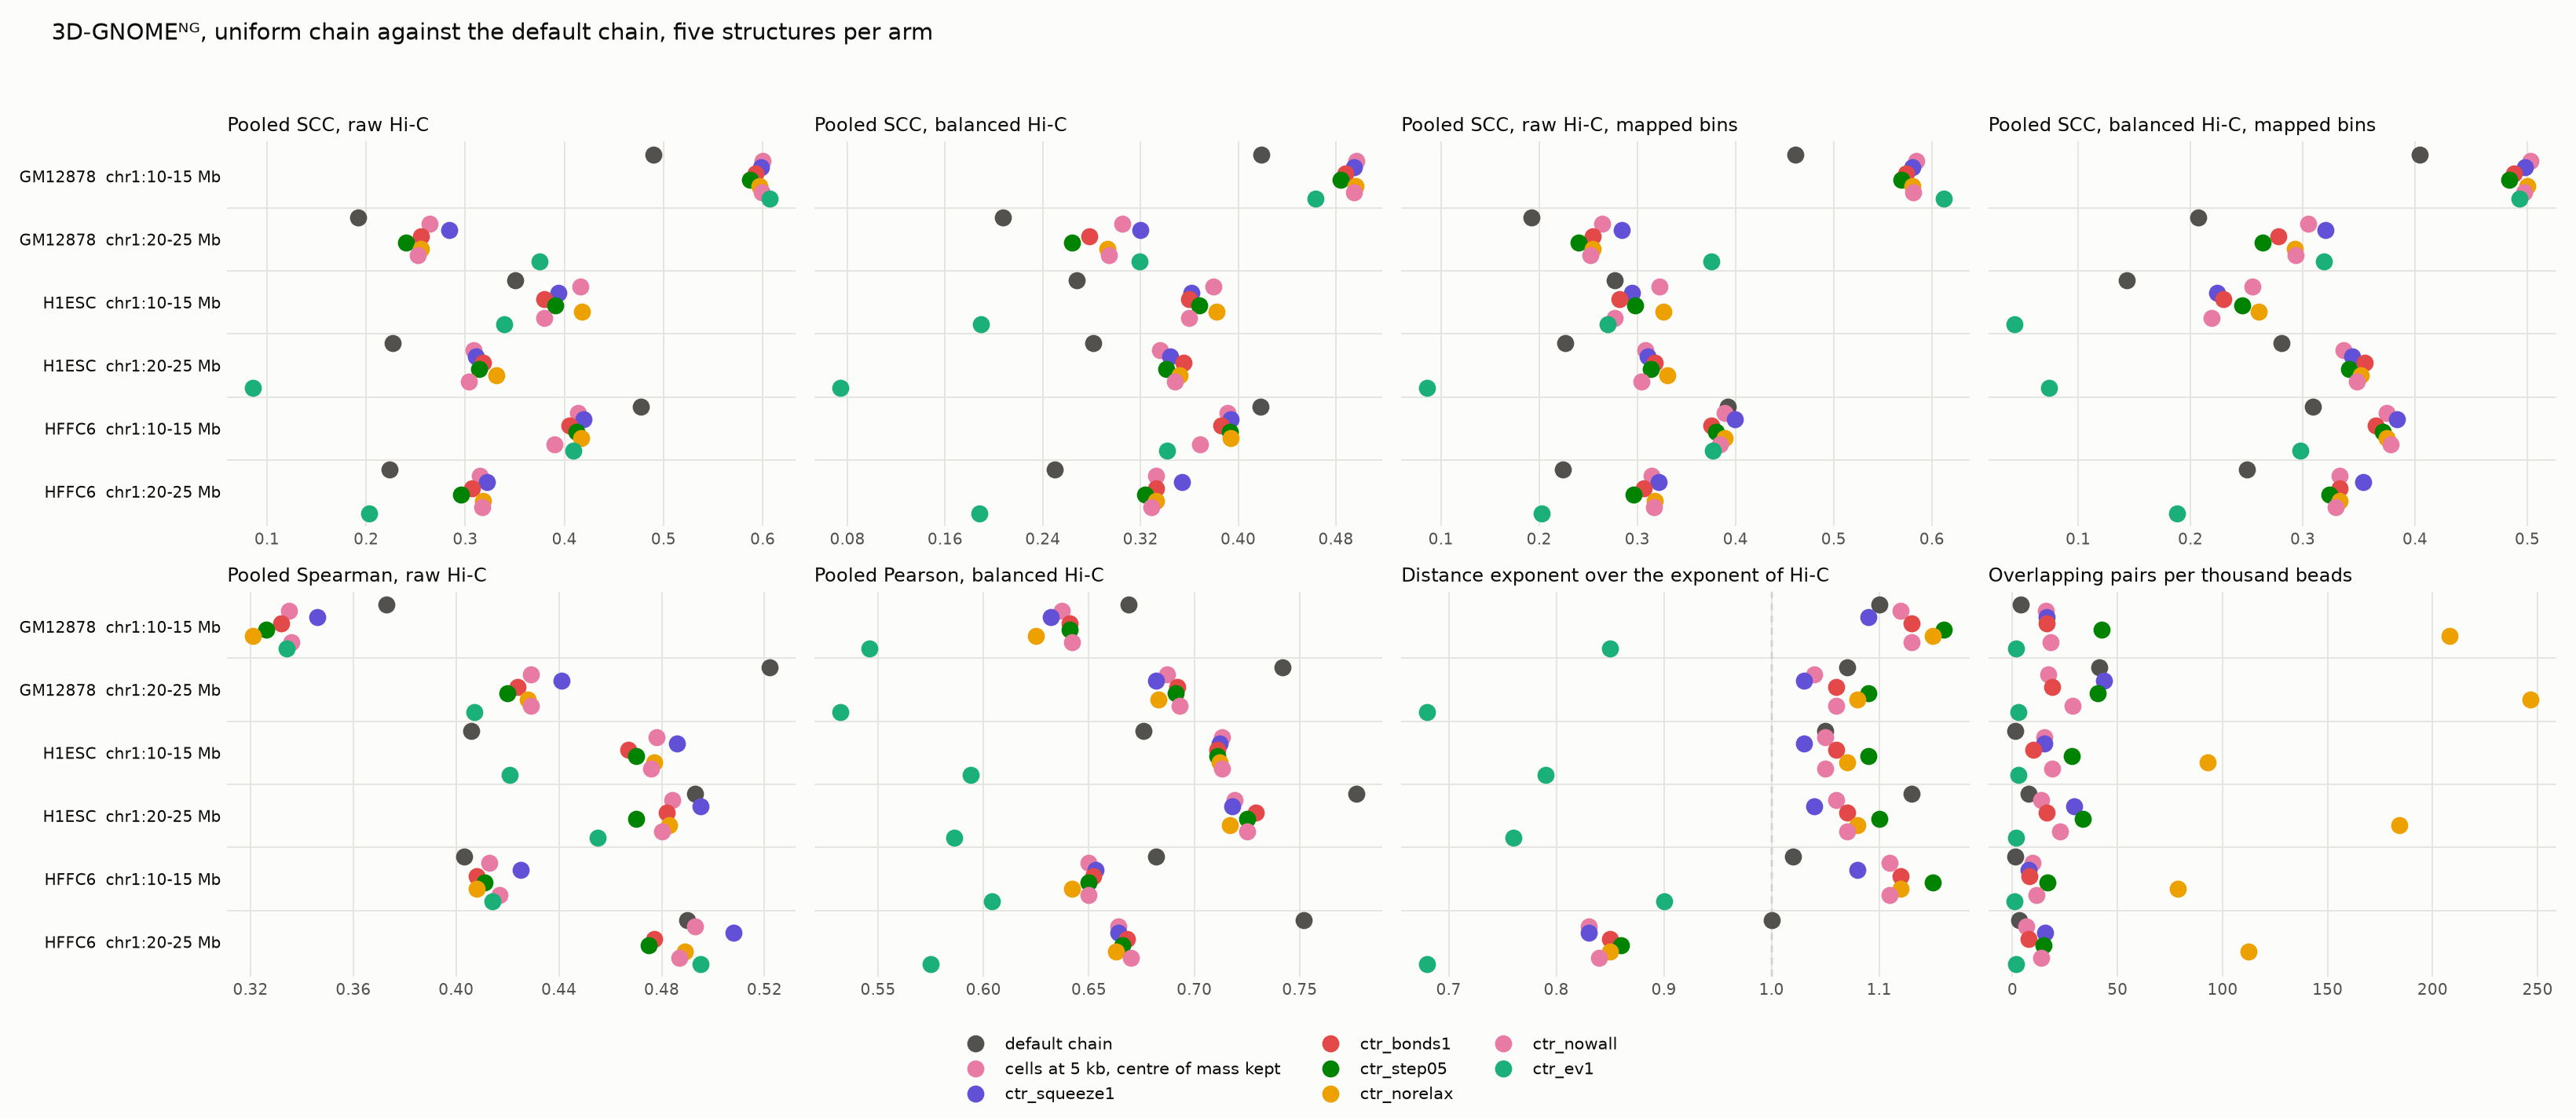 3D-GNOMEᴺᴳ, uniform chain against the default chain, five structures per arm
Pooled SCC, raw Hi-C
Pooled SCC, balanced Hi-C
Pooled SCC, raw Hi-C, mapped bins
Pooled SCC, balanced Hi-C, mapped bins
GM12878 chr1:10-15 Mb
GM12878 chr1:20-25 Mb
H1ESC chr1:10-15 Mb
H1ESC chr1:20-25 Mb
HFFC6 chr1:10-15 Mb
HFFC6 chr1:20-25 Mb
0.1 0.2 0.3 0.4 0.5 0.6
0.08 0.16 0.24 0.32 0.40 0.48
0.1 0.2 0.3 0.4 0.5 0.6
0.1 0.2 0.3 0.4 0.5
Pooled Spearman, raw Hi-C
Pooled Pearson, balanced Hi-C
Distance exponent over the exponent of Hi-C
Overlapping pairs per thousand beads
GM12878 chr1:10-15 Mb
GM12878 chr1:20-25 Mb
H1ESC chr1:10-15 Mb
H1ESC chr1:20-25 Mb
HFFC6 chr1:10-15 Mb
HFFC6 chr1:20-25 Mb
0.32 0.36 0.40 0.44 0.48 0.52
0.55 0.60 0.65 0.70 0.75
0.7 0.8 0.9 1.0 1.1
0 50 100 150 200 250
default chain
cells at 5 kb, centre of mass kept
ctr_squeeze1
ctr_bonds1
ctr_step05
ctr_norelax
ctr_nowall
ctr_ev1